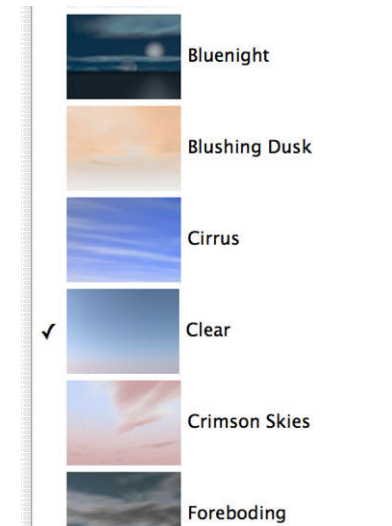 Bluenight
Blushing Dusk
Cirrus
Clear
Crimson Skies
Foreboding